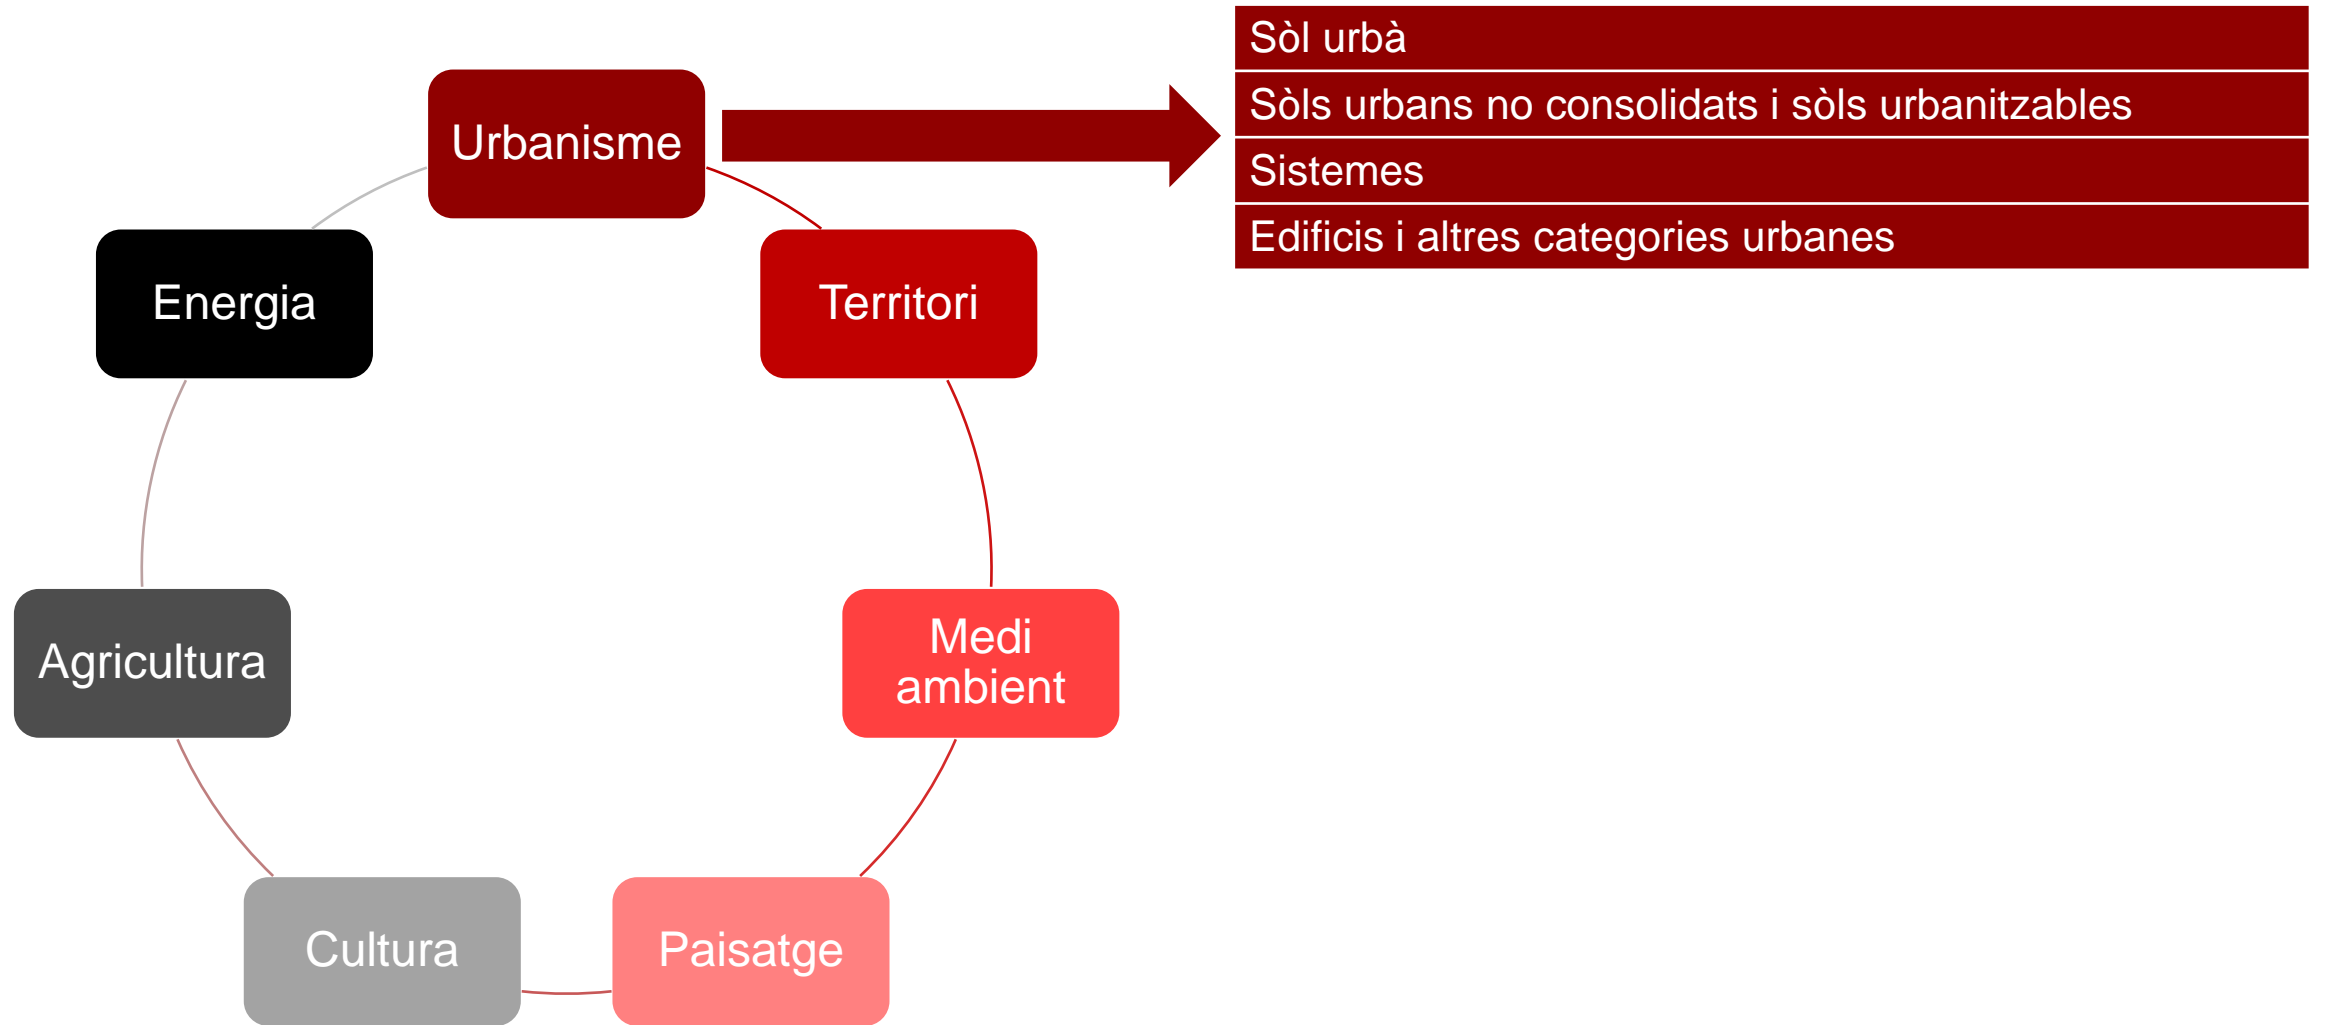 Urbanisme
Sòl urbà
Sòls urbans no consolidats i sòls urbanitzables
Sistemes
Edificis i altres categories urbanes
Territori
Medi
ambient
Paisatge
Cultura
Agricultura
Energia